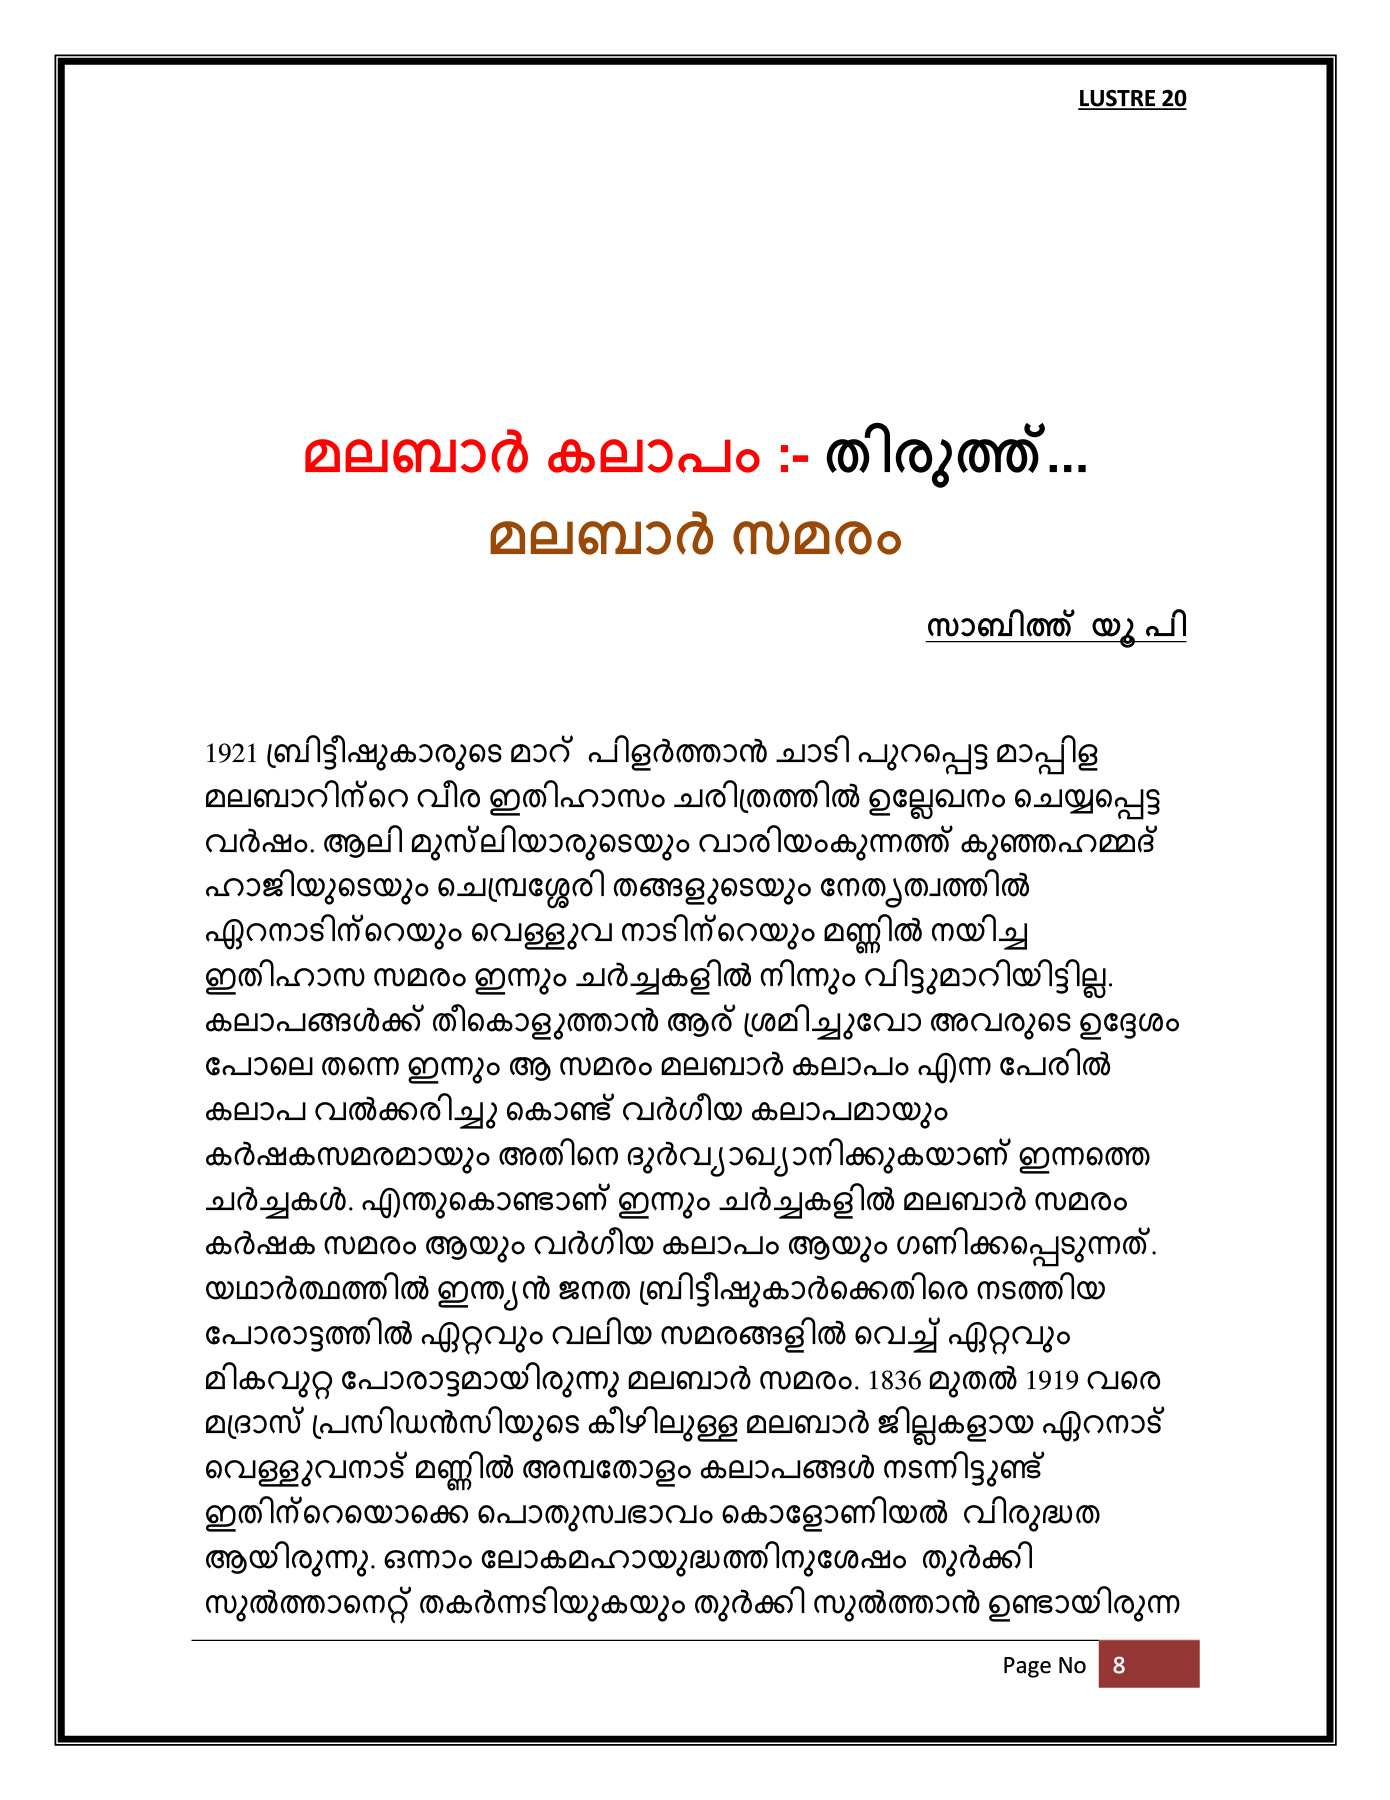 LUSTRE 20
മലബാർ കലാപം :- തിരുത്ത്...
മലബാർ സമരം
സാബിത്ത് യൂ പി
1921 ബ്രിട്ടീഷുകാരുടെ മാറ് പിളർത്താൻ ചാടി പുറപ്പെട്ട മാപ്പിള
മലബാറിന്റെ വീര ഇതിഹാസം ചരിത്രത്തിൽ ഉല്ലേഖനം ചെയ്യപ്പെട്ട
വർഷം. ആലി മുസ്‌ലിയാരുടെയും വാരിയംകുന്നത്ത് കുഞ്ഞഹമ്മദ്
ഹാജിയുടെയും ചെമ്പ്രശ്ശേരി തങ്ങളുടെയും നേതൃത്വത്തിൽ
ഏറനാടിന്റെയും വെള്ളുവ നാടിന്റെയും മണ്ണിൽ നയിച്ച
ഇതിഹാസ സമരം ഇന്നും ചർച്ചകളിൽ നിന്നും വിട്ടുമാറിയിട്ടില്ല.
കലാപങ്ങൾക്ക് തീകൊളുത്താൻ ആര് ശ്രമിച്ചുവോ അവരുടെ ഉദ്ദേശം
പോലെ തന്നെ ഇന്നും ആ സമരം മലബാർ കലാപം എന്ന പേരിൽ
കലാപ വൽക്കരിച്ചു കൊണ്ട് വർഗീയ കലാപമായും
കർഷകസമരമായും അതിനെ ദുർവ്യാഖ്യാനിക്കുകയാണ് ഇന്നത്തെ
ചർച്ചകൾ. എന്തുകൊണ്ടാണ് ഇന്നും ചർച്ചകളിൽ മലബാർ സമരം
കർഷക സമരം ആയും വർഗീയ കലാപം ആയും ഗണിക്കപ്പെടുന്നത്.
യഥാർത്ഥത്തിൽ ഇന്ത്യൻ ജനത ബ്രിട്ടീഷുകാർക്കെതിരെ നടത്തിയ
പോരാട്ടത്തിൽ ഏറ്റവും വലിയ സമരങ്ങളിൽ വെച്ച് ഏറ്റവും
മികവുറ്റ പോരാട്ടമായിരുന്നു മലബാർ സമരം. 1836 മുതൽ 1919 വരെ
മദ്രാസ് പ്രസിഡൻസിയുടെ കീഴിലുള്ള മലബാർ ജില്ലകളായ ഏറനാട്
വെള്ളുവനാട് മണ്ണിൽ അമ്പതോളം കലാപങ്ങൾ നടന്നിട്ടുണ്ട്
ഇതിന്റെയൊക്കെ പൊതുസ്വഭാവം കൊളോണിയൽ വിരുദ്ധത
ആയിരുന്നു. ഒന്നാം ലോകമഹായുദ്ധത്തിനുശേഷം തുർക്കി
സുൽത്താനെറ്റ് തകർന്നടിയുകയും തുർക്കി സുൽത്താൻ ഉണ്ടായിരുന്ന
Page No 8